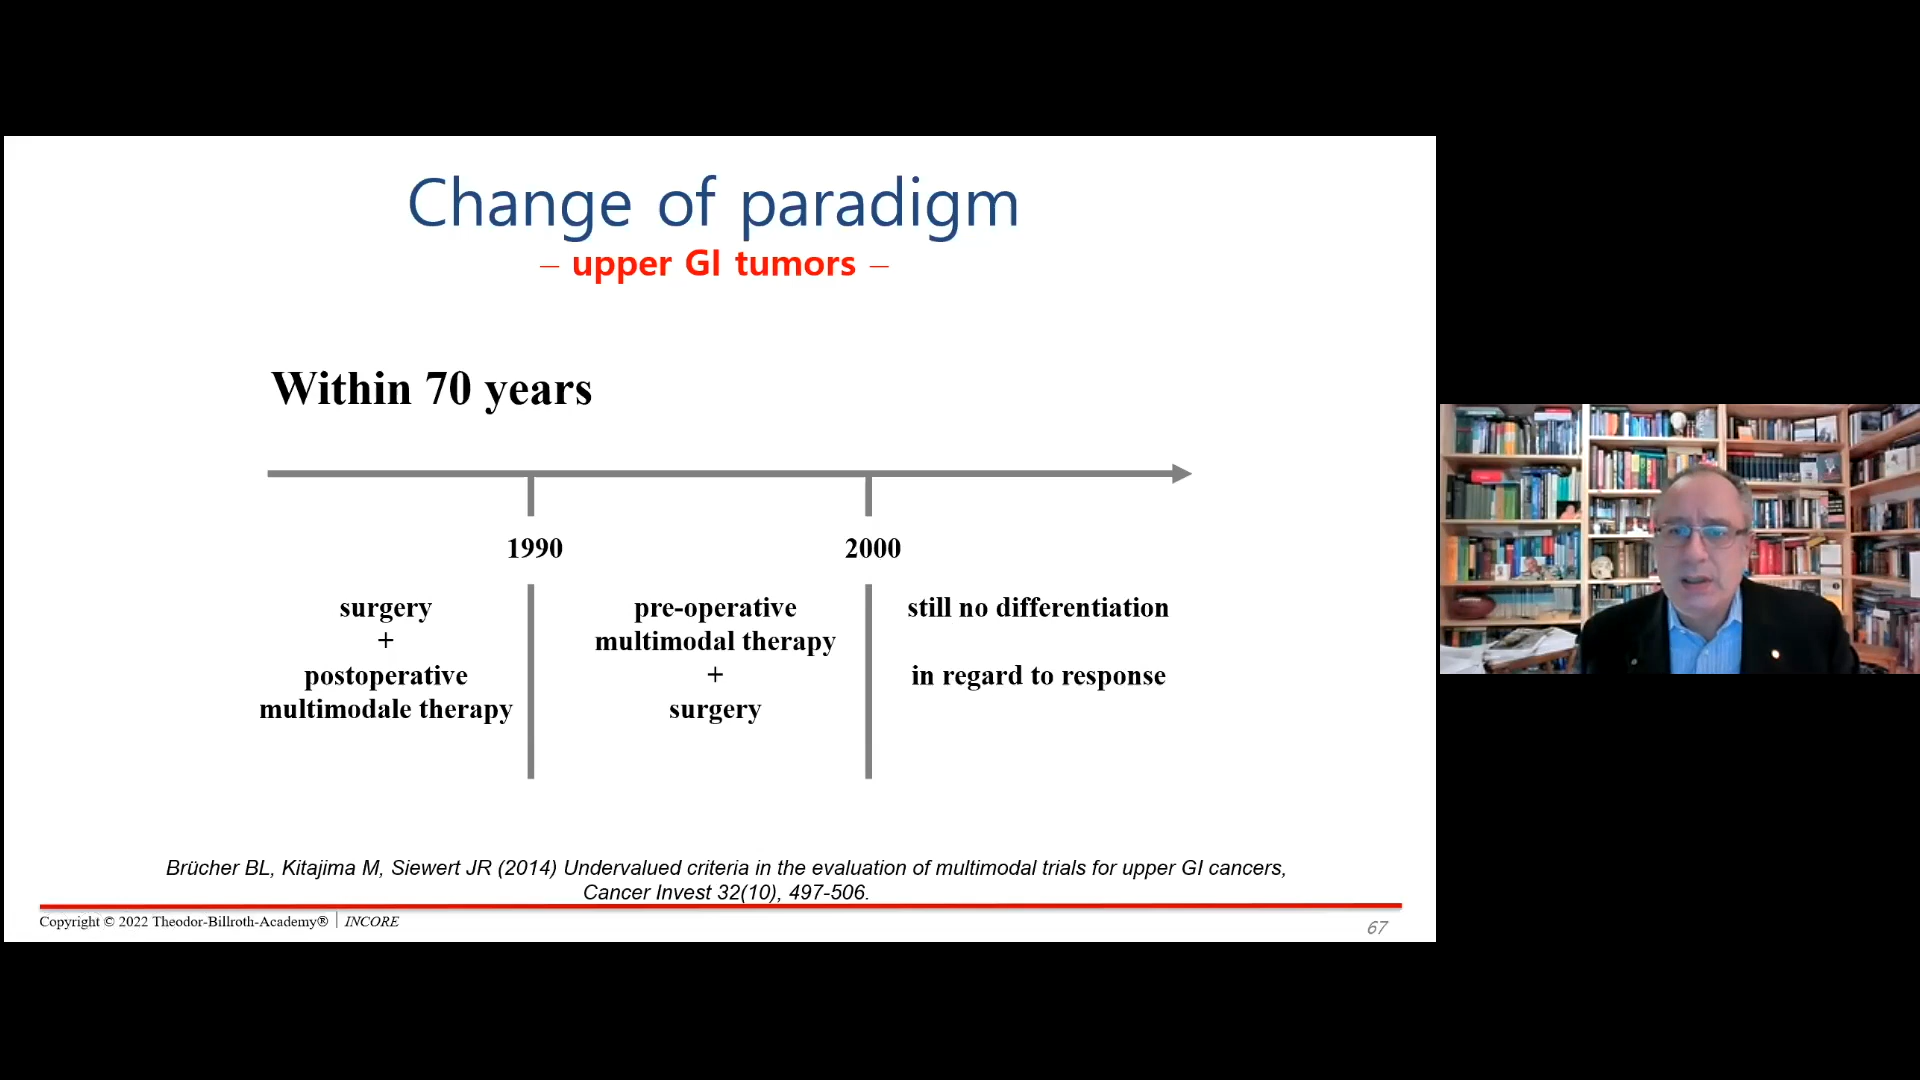 Change of paradigm
– upper GI tumors –
Within 70 years
1990
2000
surgery
+
postoperative
multimodale therapy
pre-operative
multimodal therapy
+
surgery
still no differentiation
in regard to response
Brücher BL, Kitajima M, Siewert JR (2014) Undervalued criteria in the evaluation of multimodal trials for upper GI cancers,
Cancer Invest 32(10), 497-506.
Copyright © 2022 Theodor-Billroth-Academy® | INCORE
67